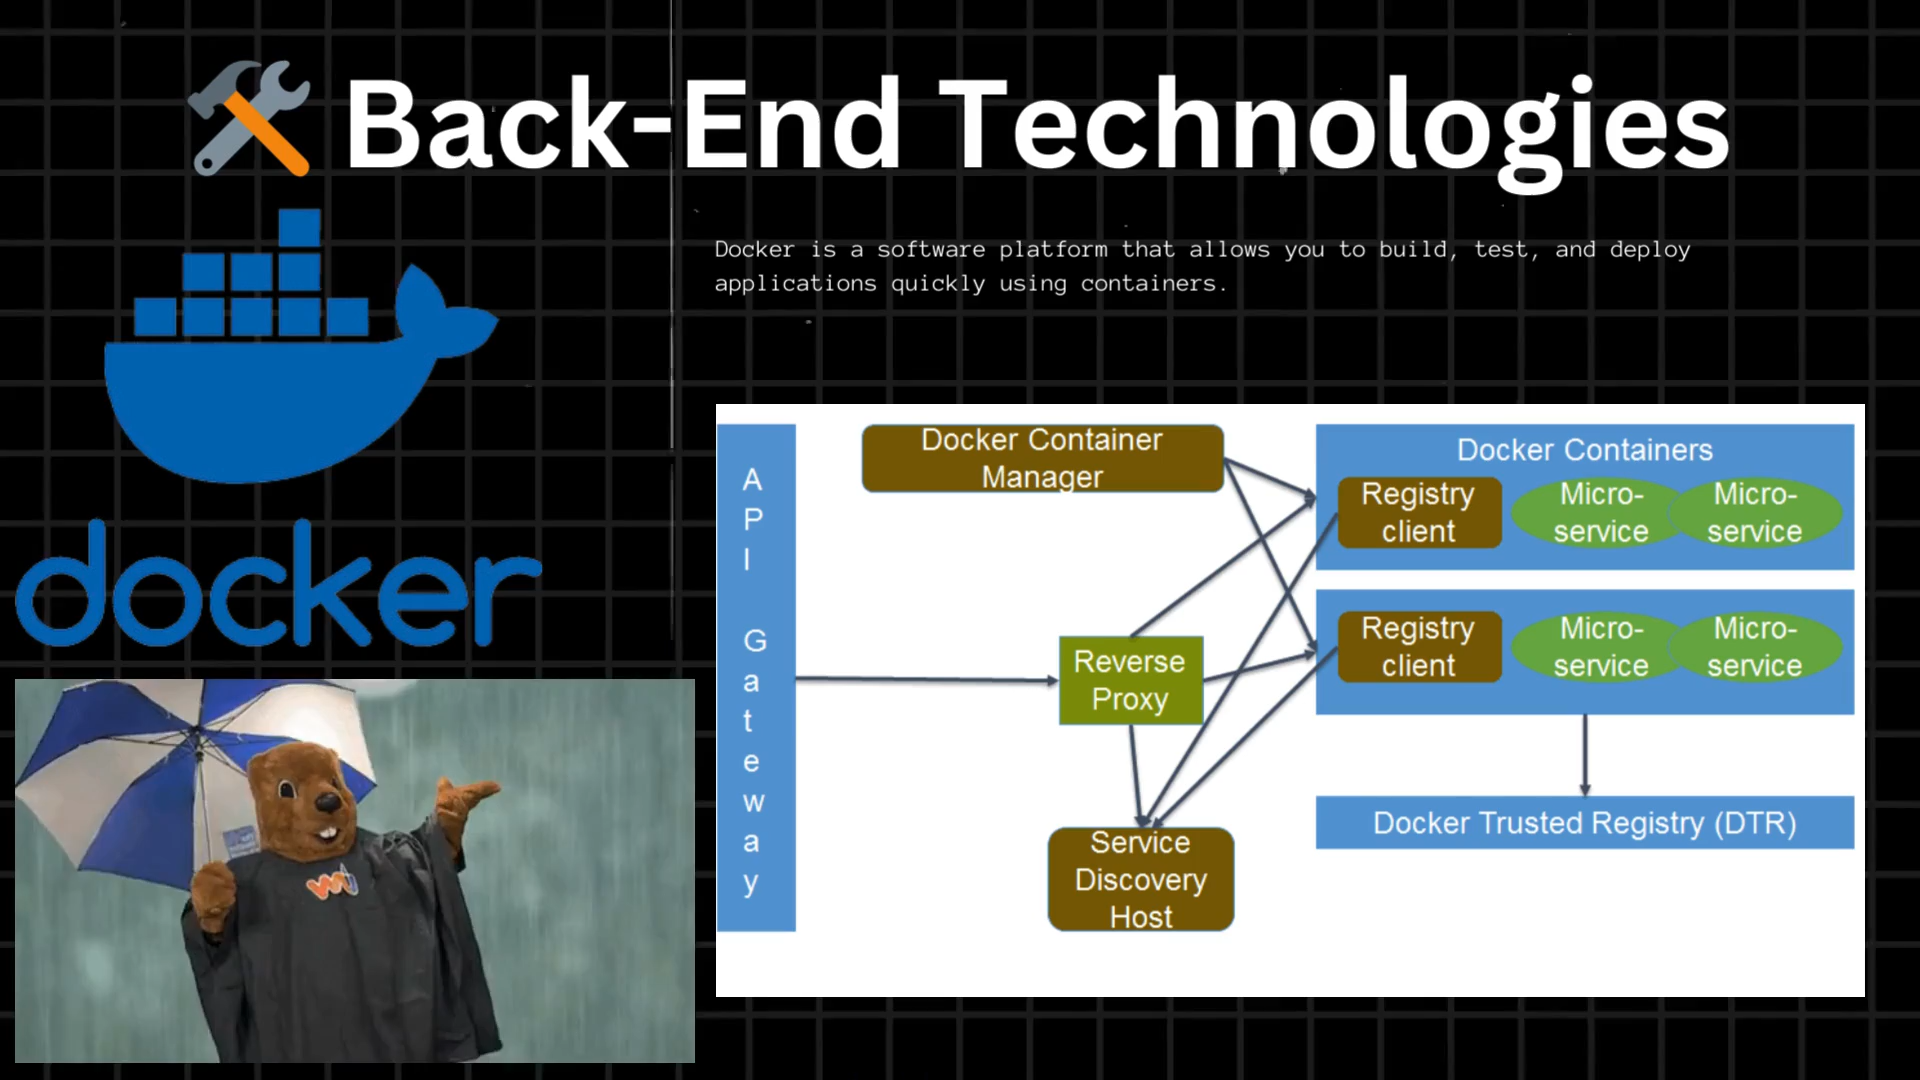 Back-End Technologies
Docker is a software platform that allows you to build, test, and deploy
applications quickly using containers.
docker
API Gateway
Docker Container
Manager
Docker Containers
Registry
client
Micro-
service
Micro-
service
Reverse
Proxy
Registry
client
Micro-
service
Micro-
service
Docker Trusted Registry (DTR)
Service
Discovery
Host